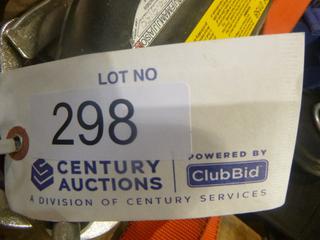 LOT NO
298
CENTURY
AUCTIONS
POWERED BY
ClubBid
A DIVISION OF CENTURY SERVICES